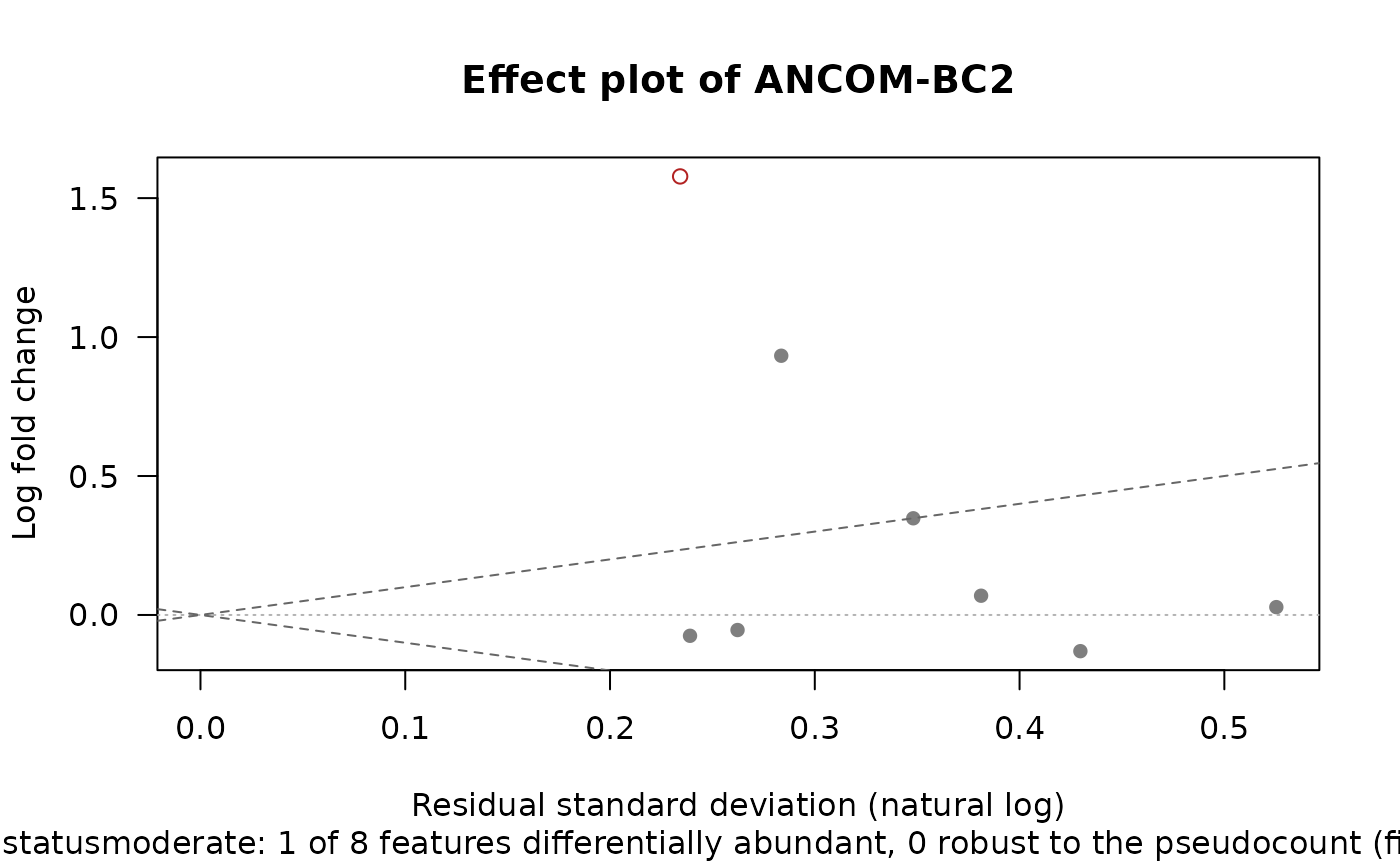 Effect plot of ANCOM-BC2
Log fold change
1.5
1.0
0.5
0.0
0.0 0.1 0.2 0.3 0.4 0.5
Residual standard deviation (natural log)
statusmoderate: 1 of 8 features differentially abundant, 0 robust to the pseudocount